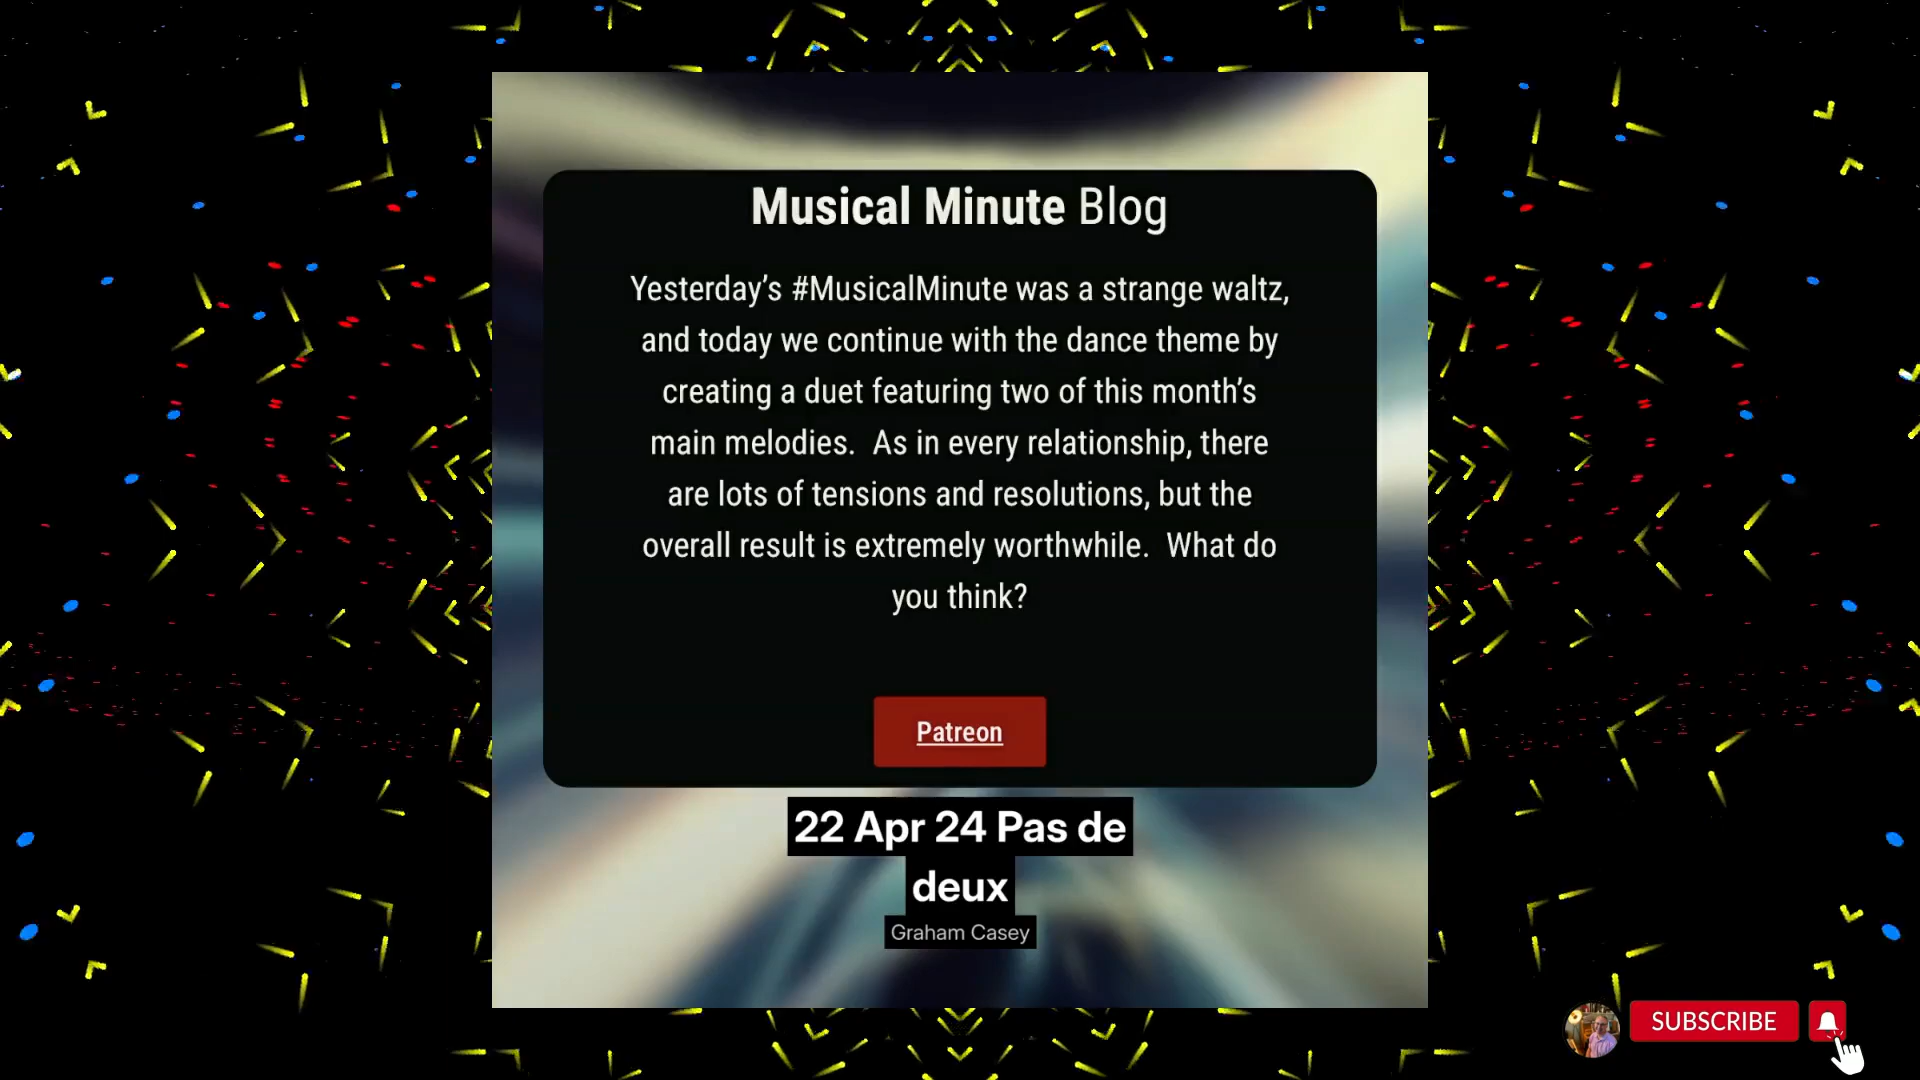 Musical Minute Blog
Yesterday’s #MusicalMinute was a strange waltz,
and today we continue with the dance theme by
creating a duet featuring two of this month’s
main melodies.  As in every relationship, there
are lots of tensions and resolutions, but the
overall result is extremely worthwhile.  What do
you think?
Patreon
22 Apr 24 Pas de
deux
Graham Casey
SUBSCRIBE